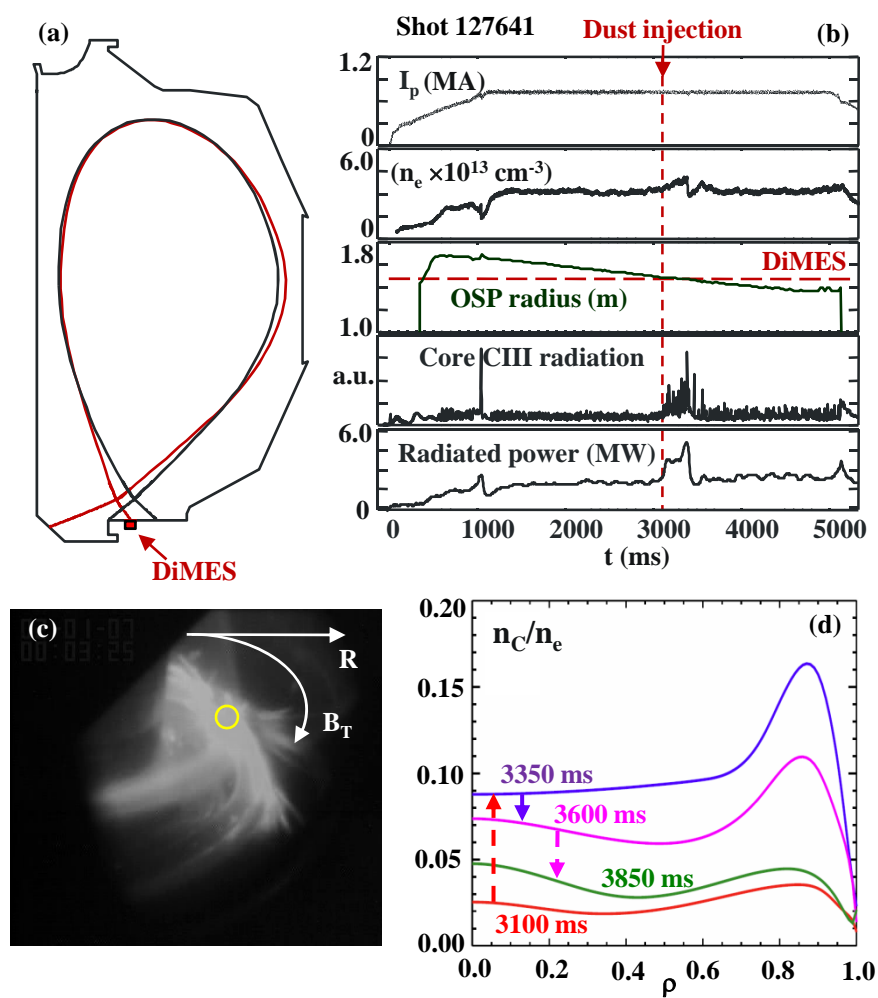 (a)
DiMES
Shot 127641
Dust injection
(b)
1.2
I_p (MA)
0
6.0
(n_e ×10^13 cm^-3)
0
1.8
DiMES
OSP radius (m)
1.0
Core CIII radiation
a.u.
6.0
Radiated power (MW)
0
0 1000 2000 3000 4000 5000
t (ms)
(c)
00:03:25
R
B_T
(d)
n_C/n_e
0.20
0.15
0.10
0.05
0.00
3350 ms
3600 ms
3850 ms
3100 ms
0.0 0.2 0.4 0.6 0.8 1.0
ρ